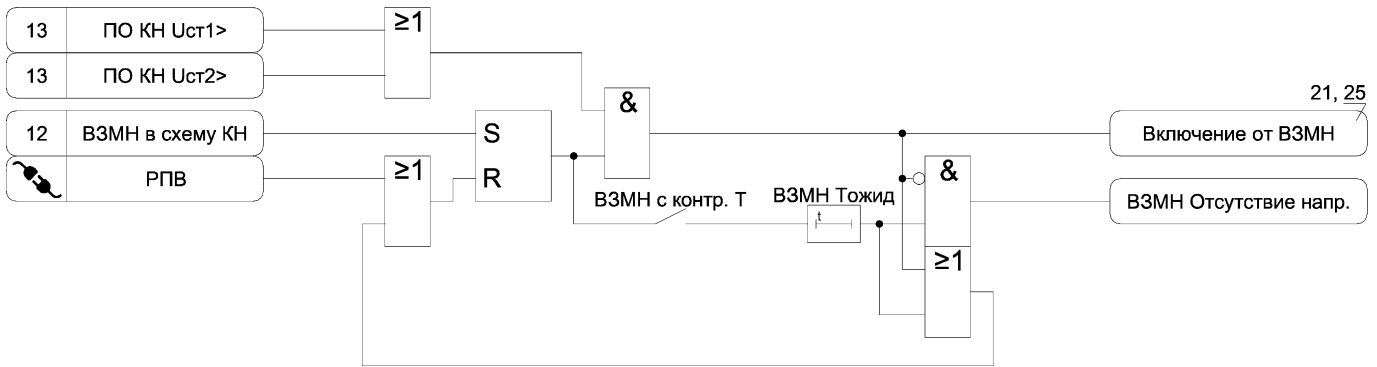 13 ПО КН Uст1>
≥1
13 ПО КН Uст2>
&
21, 25
12 ВЗМН в схему КН
S
Включение от ВЗМН
РПВ
≥1
R
&
ВЗМН с контр. Т
ВЗМН Тожид
ВЗМН Отсутствие напр.
t
≥1